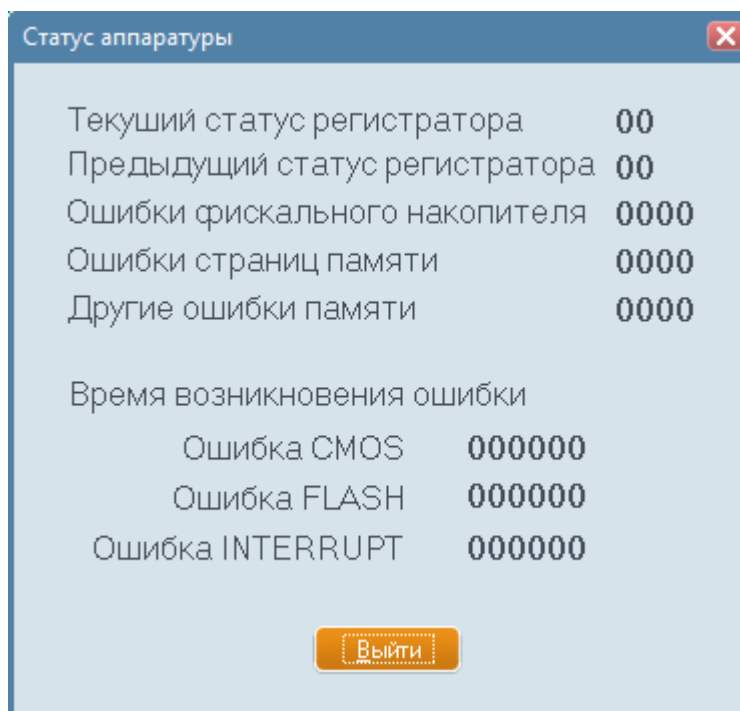 Статус аппаратуры
Текуший статус регистратора 00
Предыдущий статус регистратора 00
Ошибки фискального накопителя 0000
Ошибки страниц памяти 0000
Другие ошибки памяти 0000
Время возникновения ошибки
Ошибка CMOS 000000
Ошибка FLASH 000000
Ошибка INTERRUPT 000000
Выйти